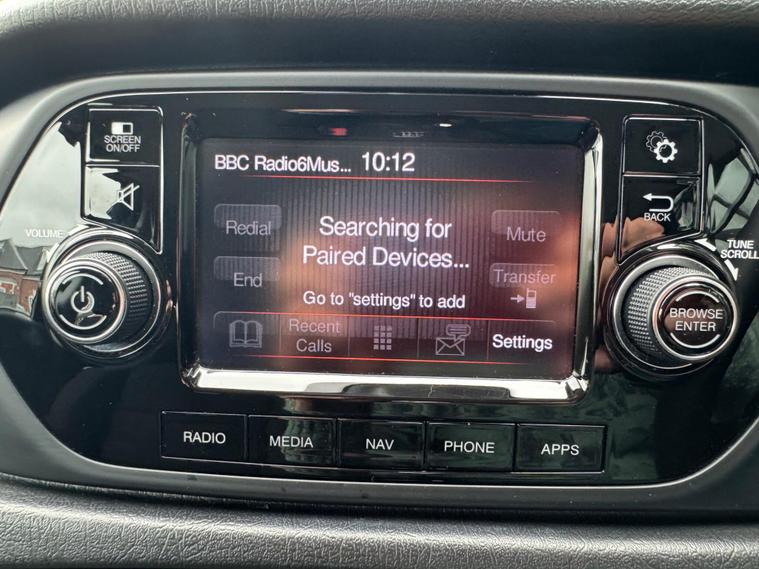 SCREEN
ON/OFF
VOLUME
BBC Radio6Mus... 10:12
Redial
End
Searching for
Paired Devices...
Go to "settings" to add
Mute
Transfer
Recent
Calls
Settings
BACK
TUNE
SCROLL
BROWSE
ENTER
RADIO
MEDIA
NAV
PHONE
APPS